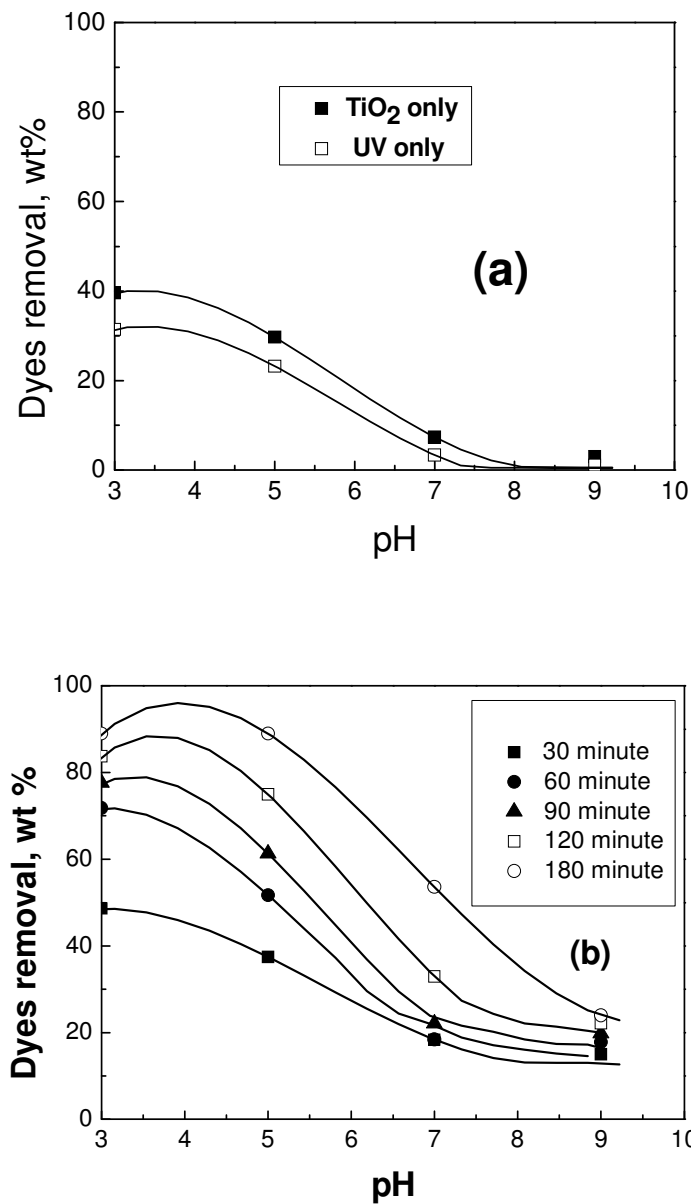 100
80
60
40
20
0
Dyes removal, wt%
TiO2 only
UV only
(a)
3 4 5 6 7 8 9 10
pH
100
80
60
40
20
0
Dyes removal, wt %
30 minute
60 minute
90 minute
120 minute
180 minute
(b)
3 4 5 6 7 8 9
pH